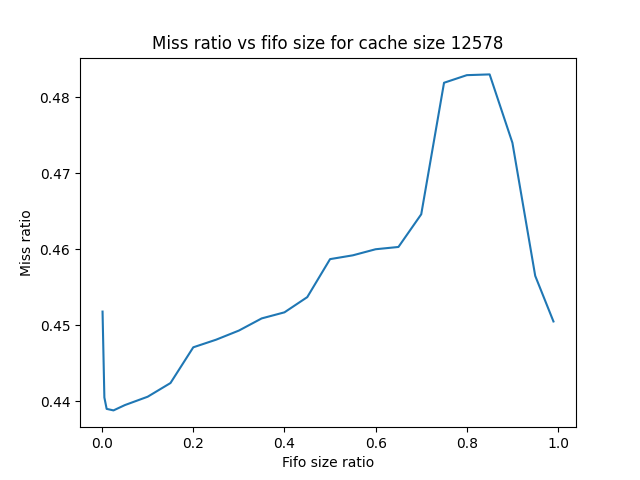 Miss ratio vs fifo size for cache size 12578
0.48
0.47
0.46
0.45
0.44
Miss ratio
0.0 0.2 0.4 0.6 0.8 1.0
Fifo size ratio